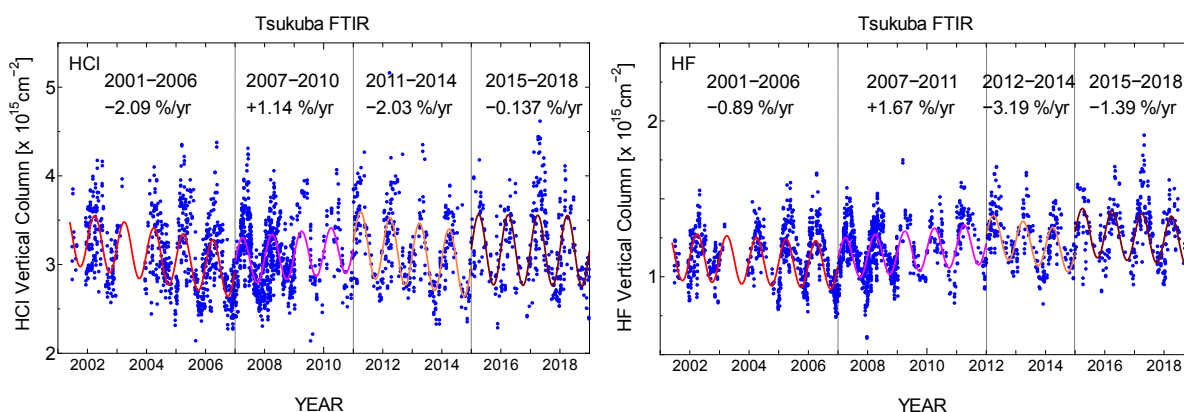 Tsukuba FTIR
HCl
2001−2006
2007−2010
2011−2014
2015−2018
−2.09 %/yr
+1.14 %/yr
−2.03 %/yr
−0.137 %/yr
HCl Vertical Column [x 10¹⁵cm⁻²]
5
4
3
2
2002
2004
2006
2008
2010
2012
2014
2016
2018
YEAR
Tsukuba FTIR
HF
2001−2006
2007−2011
2012−2014
2015−2018
−0.89 %/yr
+1.67 %/yr
−3.19 %/yr
−1.39 %/yr
HF Vertical Column [x 10¹⁵cm⁻²]
2
1
2002
2004
2006
2008
2010
2012
2014
2016
2018
YEAR